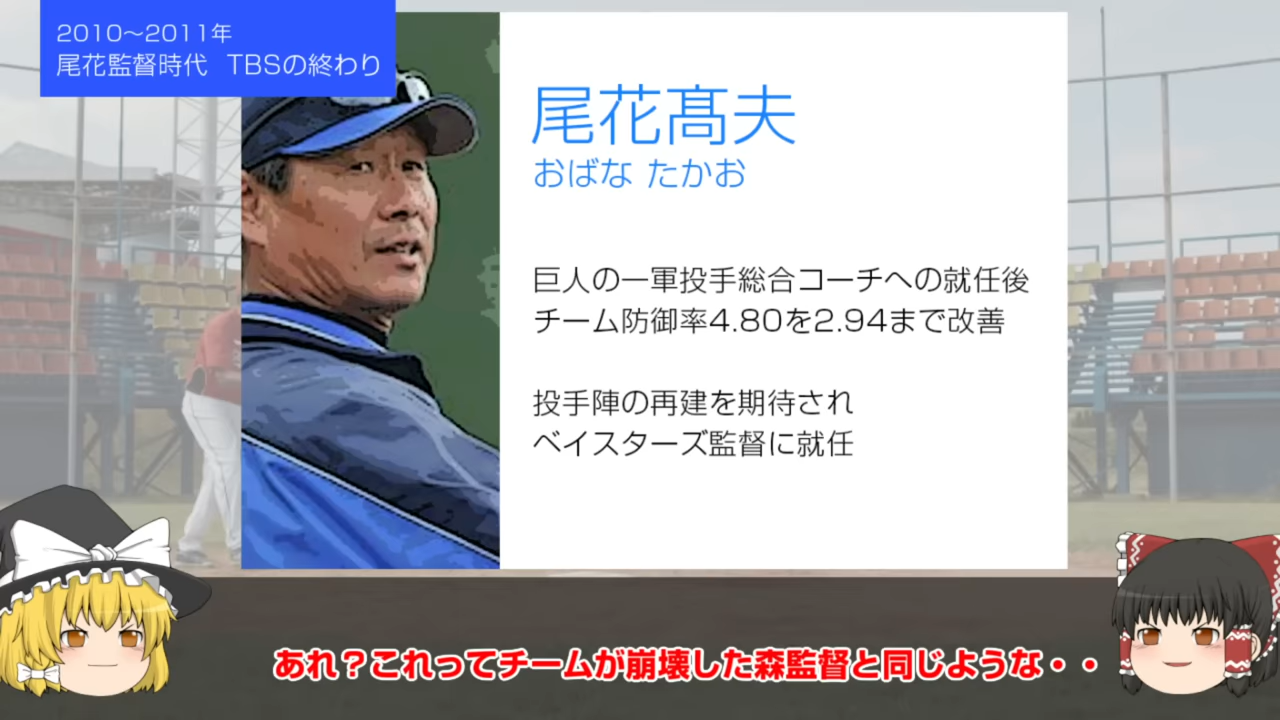 2010〜2011年
尾花監督時代 TBSの終わり
尾花髙夫
おばな たかお
巨人の一軍投手総合コーチへの就任後
チーム防御率4.80を2.94まで改善
投手陣の再建を期待され
ベイスターズ監督に就任
あれ？これってチームが崩壊した森監督と同じような・・